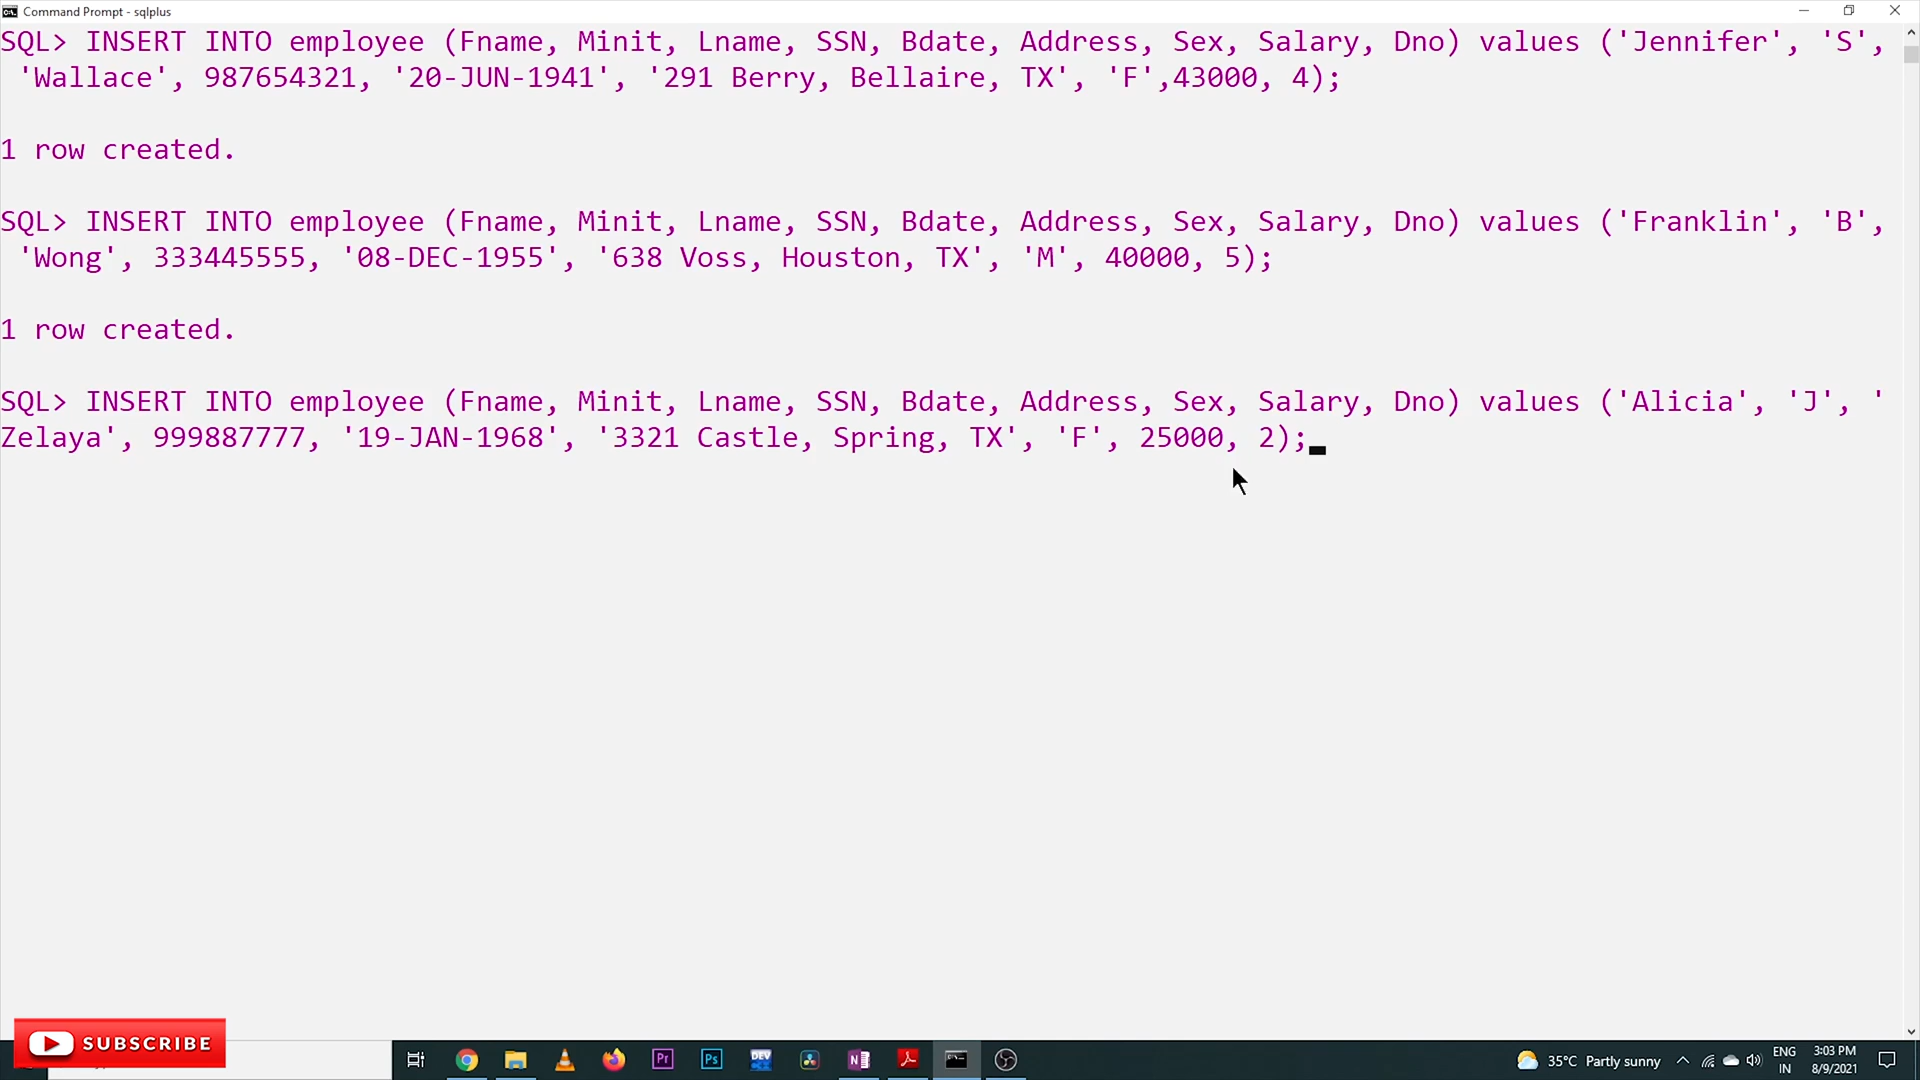 Command Prompt - sqlplus
SQL> INSERT INTO employee (Fname, Minit, Lname, SSN, Bdate, Address, Sex, Salary, Dno) values ('Jennifer', 'S',
'Wallace', 987654321, '20-JUN-1941', '291 Berry, Bellaire, TX', 'F',43000, 4);
1 row created.
SQL> INSERT INTO employee (Fname, Minit, Lname, SSN, Bdate, Address, Sex, Salary, Dno) values ('Franklin', 'B',
'Wong', 333445555, '08-DEC-1955', '638 Voss, Houston, TX', 'M', 40000, 5);
1 row created.
SQL> INSERT INTO employee (Fname, Minit, Lname, SSN, Bdate, Address, Sex, Salary, Dno) values ('Alicia', 'J', '
Zelaya', 999887777, '19-JAN-1968', '3321 Castle, Spring, TX', 'F', 25000, 2);
SUBSCRIBE
Pr
Ps
DEV
N
35°C Partly sunny
ENG
IN
3:03 PM
8/9/2021